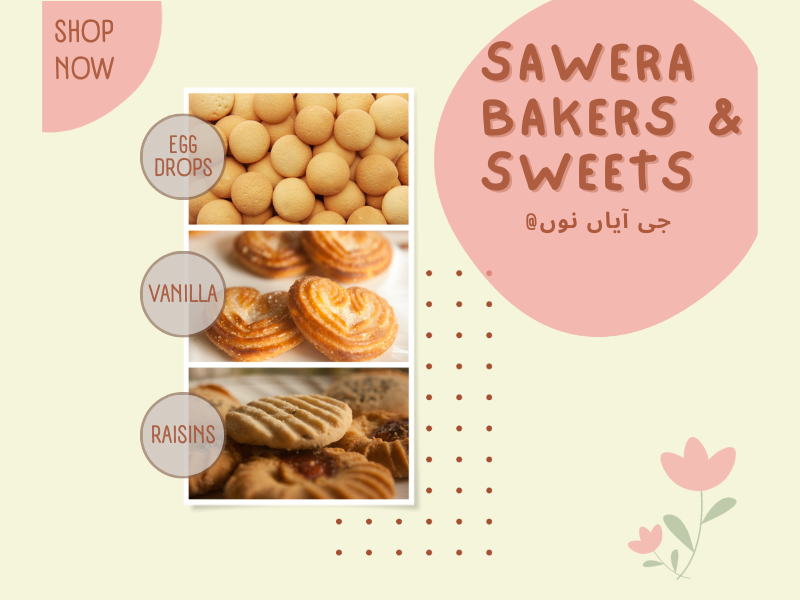 SHOP
NOW
SAWERA
BAKERS &
SWEETS
@جی آیاں نوں
EGG
DROPS
VANILLA
RAISINS